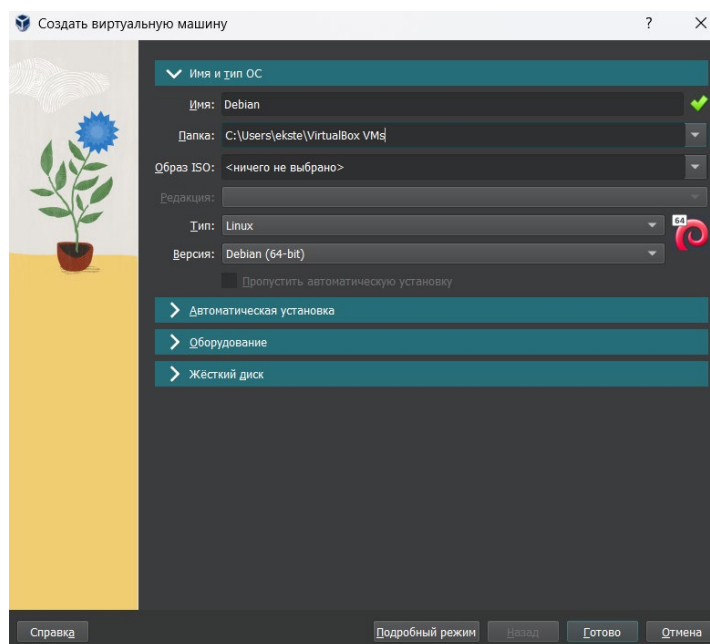 Создать виртуальную машину
?
Имя и тип ОС
Имя: Debian
Папка: C:\Users\ekste\VirtualBox VMs
Образ ISO: <ничего не выбрано>
Редакция:
Тип: Linux
64
Версия: Debian (64-bit)
Пропустить автоматическую установку
Автоматическая установка
Оборудование
Жёсткий диск
Справка Подробный режим Назад Готово Отмена